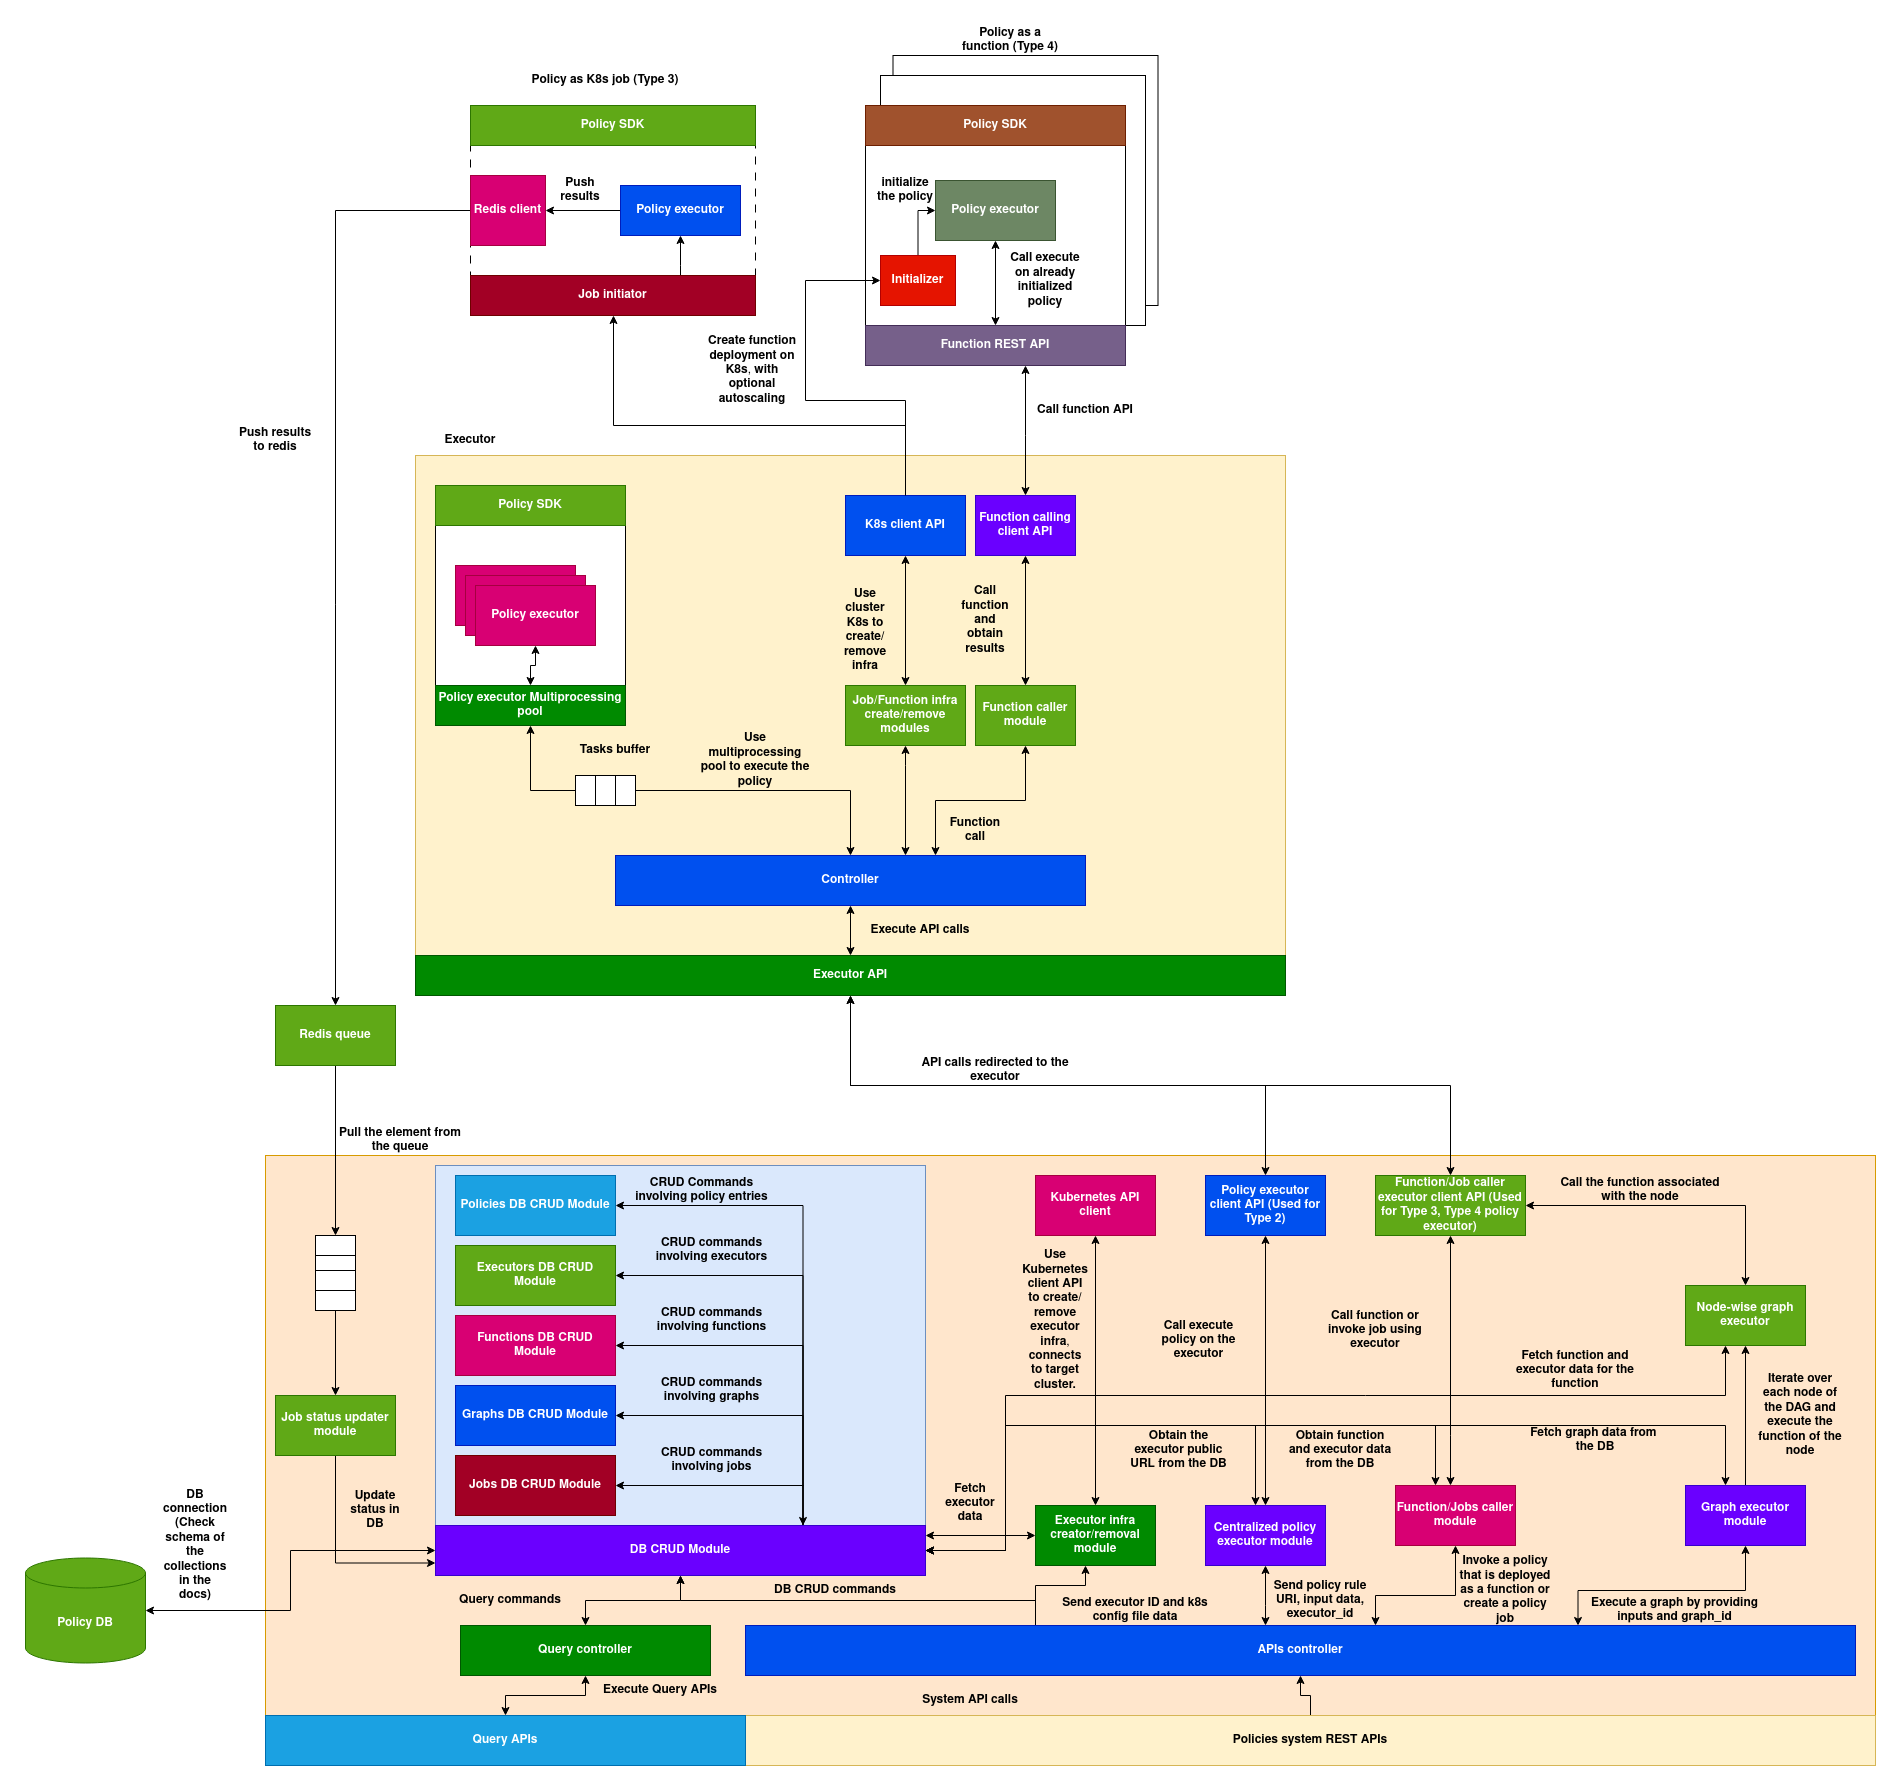 Policy as a
function (Type 4)
Policy as K8s job (Type 3)
Policy SDK
Policy SDK
Redis client
Push
results
Policy executor
initialize
the policy
Policy executor
Initializer
Call execute
on already
initialized
policy
Job initiator
Function REST API
Create function
deployment on
K8s, with
optional
autoscaling
Call function API
Push results
to redis
Executor
Policy SDK
Policy executor
Policy executor Multiprocessing
pool
K8s client API
Function calling
client API
Use
cluster
K8s to
create/
remove
infra
Call
function
and
obtain
results
Job/Function infra
create/remove
modules
Function caller
module
Tasks buffer
Use
multiprocessing
pool to execute the
policy
Function
call
Controller
Execute API calls
Executor API
Redis queue
API calls redirected to the
executor
Pull the element from
the queue
Policies DB CRUD Module
CRUD Commands
involving policy entries
Executors DB CRUD
Module
CRUD commands
involving executors
Functions DB CRUD
Module
CRUD commands
involving functions
Graphs DB CRUD Module
CRUD commands
involving graphs
Jobs DB CRUD Module
CRUD commands
involving jobs
DB CRUD Module
Kubernetes API
client
Policy executor
client API (Used for
Type 2)
Function/Job caller
executor client API (Used
for Type 3, Type 4 policy
executor)
Call the function associated
with the node
Use
Kubernetes
client API
to create/
remove
executor
infra,
connects
to target
cluster.
Call execute
policy on the
executor
Call function or
invoke job using
executor
Node-wise graph
executor
Fetch function and
executor data for the
function
Iterate over
each node of
the DAG and
execute the
function of the
node
Job status updater
module
Obtain the
executor public
URL from the DB
Obtain function
and executor data
from the DB
Fetch graph data from
the DB
Update
status in
DB
DB
connection
(Check
schema of
the
collections
in the
docs)
Fetch
executor
data
Executor infra
creator/removal
module
Centralized policy
executor module
Function/Jobs caller
module
Graph executor
module
Policy DB
Query commands
DB CRUD commands
Send executor ID and k8s
config file data
Send policy rule
URI, input data,
executor_id
Invoke a policy
that is deployed
as a function or
create a policy
job
Execute a graph by providing
inputs and graph_id
Query controller
APIs controller
Execute Query APIs
System API calls
Query APIs
Policies system REST APIs